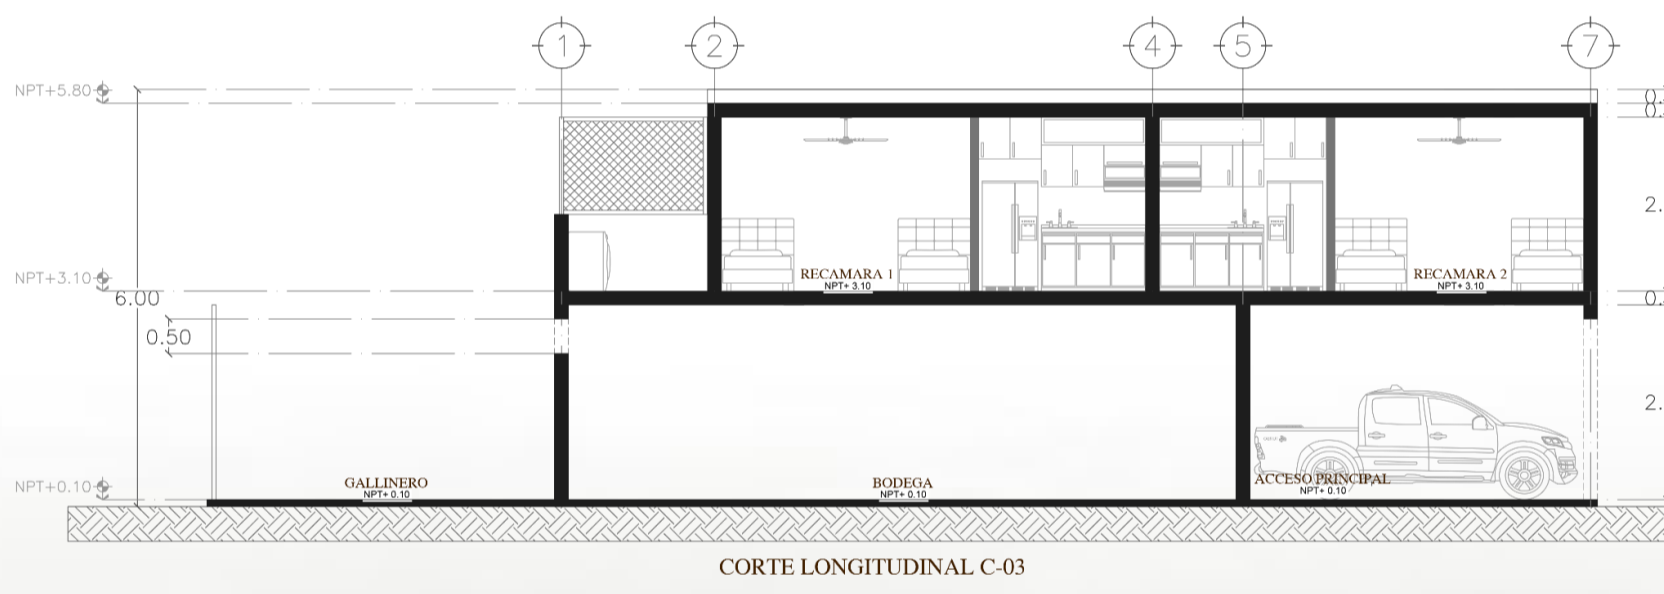 1 2 4 5 7
NPT+5.80
NPT+3.10
6.00
0.50
RECAMARA 1
NPT+ 3.10
RECAMARA 2
NPT+ 3.10
2.
2.
NPT+0.10
GALLINERO
NPT+ 0.10
BODEGA
NPT+ 0.10
ACCESO PRINCIPAL
NPT+ 0.10
CORTE LONGITUDINAL C-03